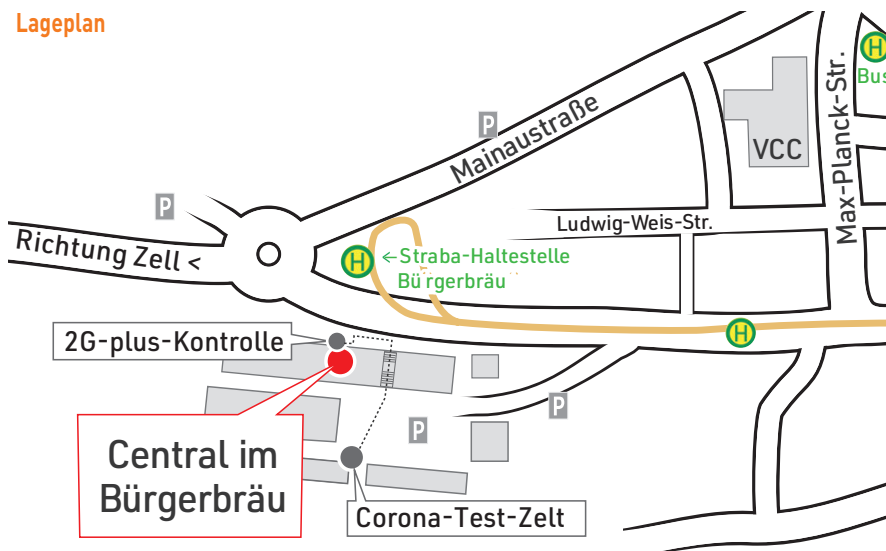 Lageplan
H
Bus
P
Mainaustraße
VCC
Max-Planck-Str.
P
Ludwig-Weis-Str.
Richtung Zell <
H
←Straba-Haltestelle
Bürgerbräu
H
2G-plus-Kontrolle
P
P
Central im
Bürgerbräu
Corona-Test-Zelt